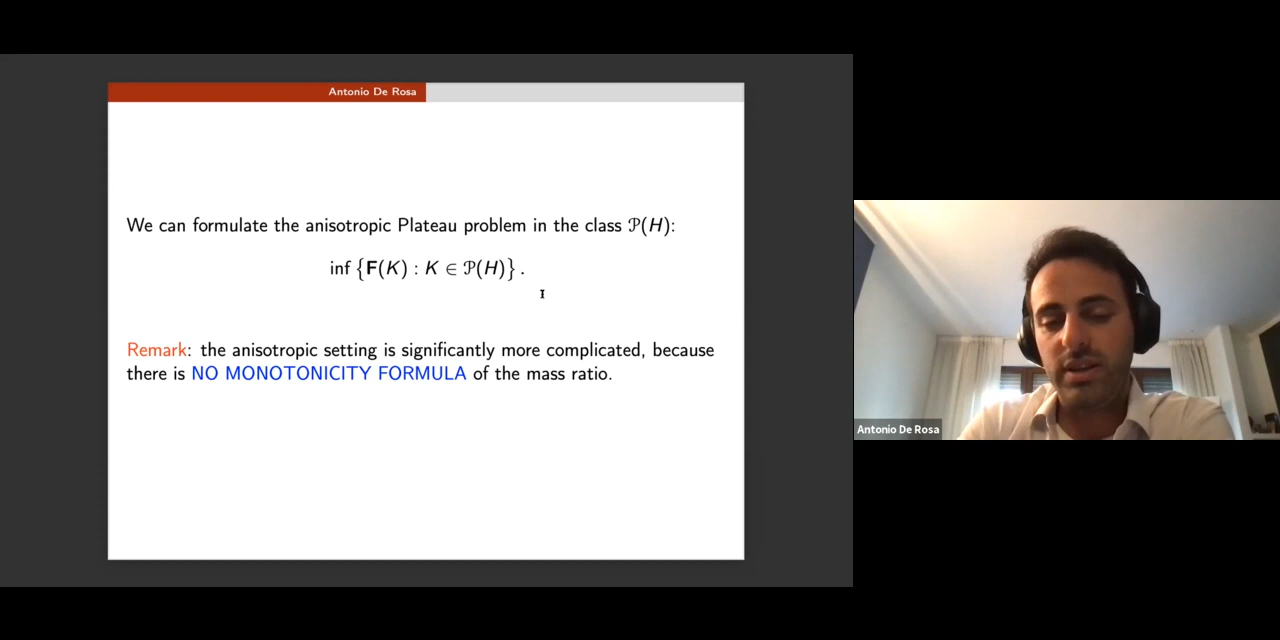 Antonio De Rosa
We can formulate the anisotropic Plateau problem in the class 𝒫(H):
inf {F(K) : K ∈ 𝒫(H)} .
Remark: the anisotropic setting is significantly more complicated, because
there is NO MONOTONICITY FORMULA of the mass ratio.
Antonio De Rosa